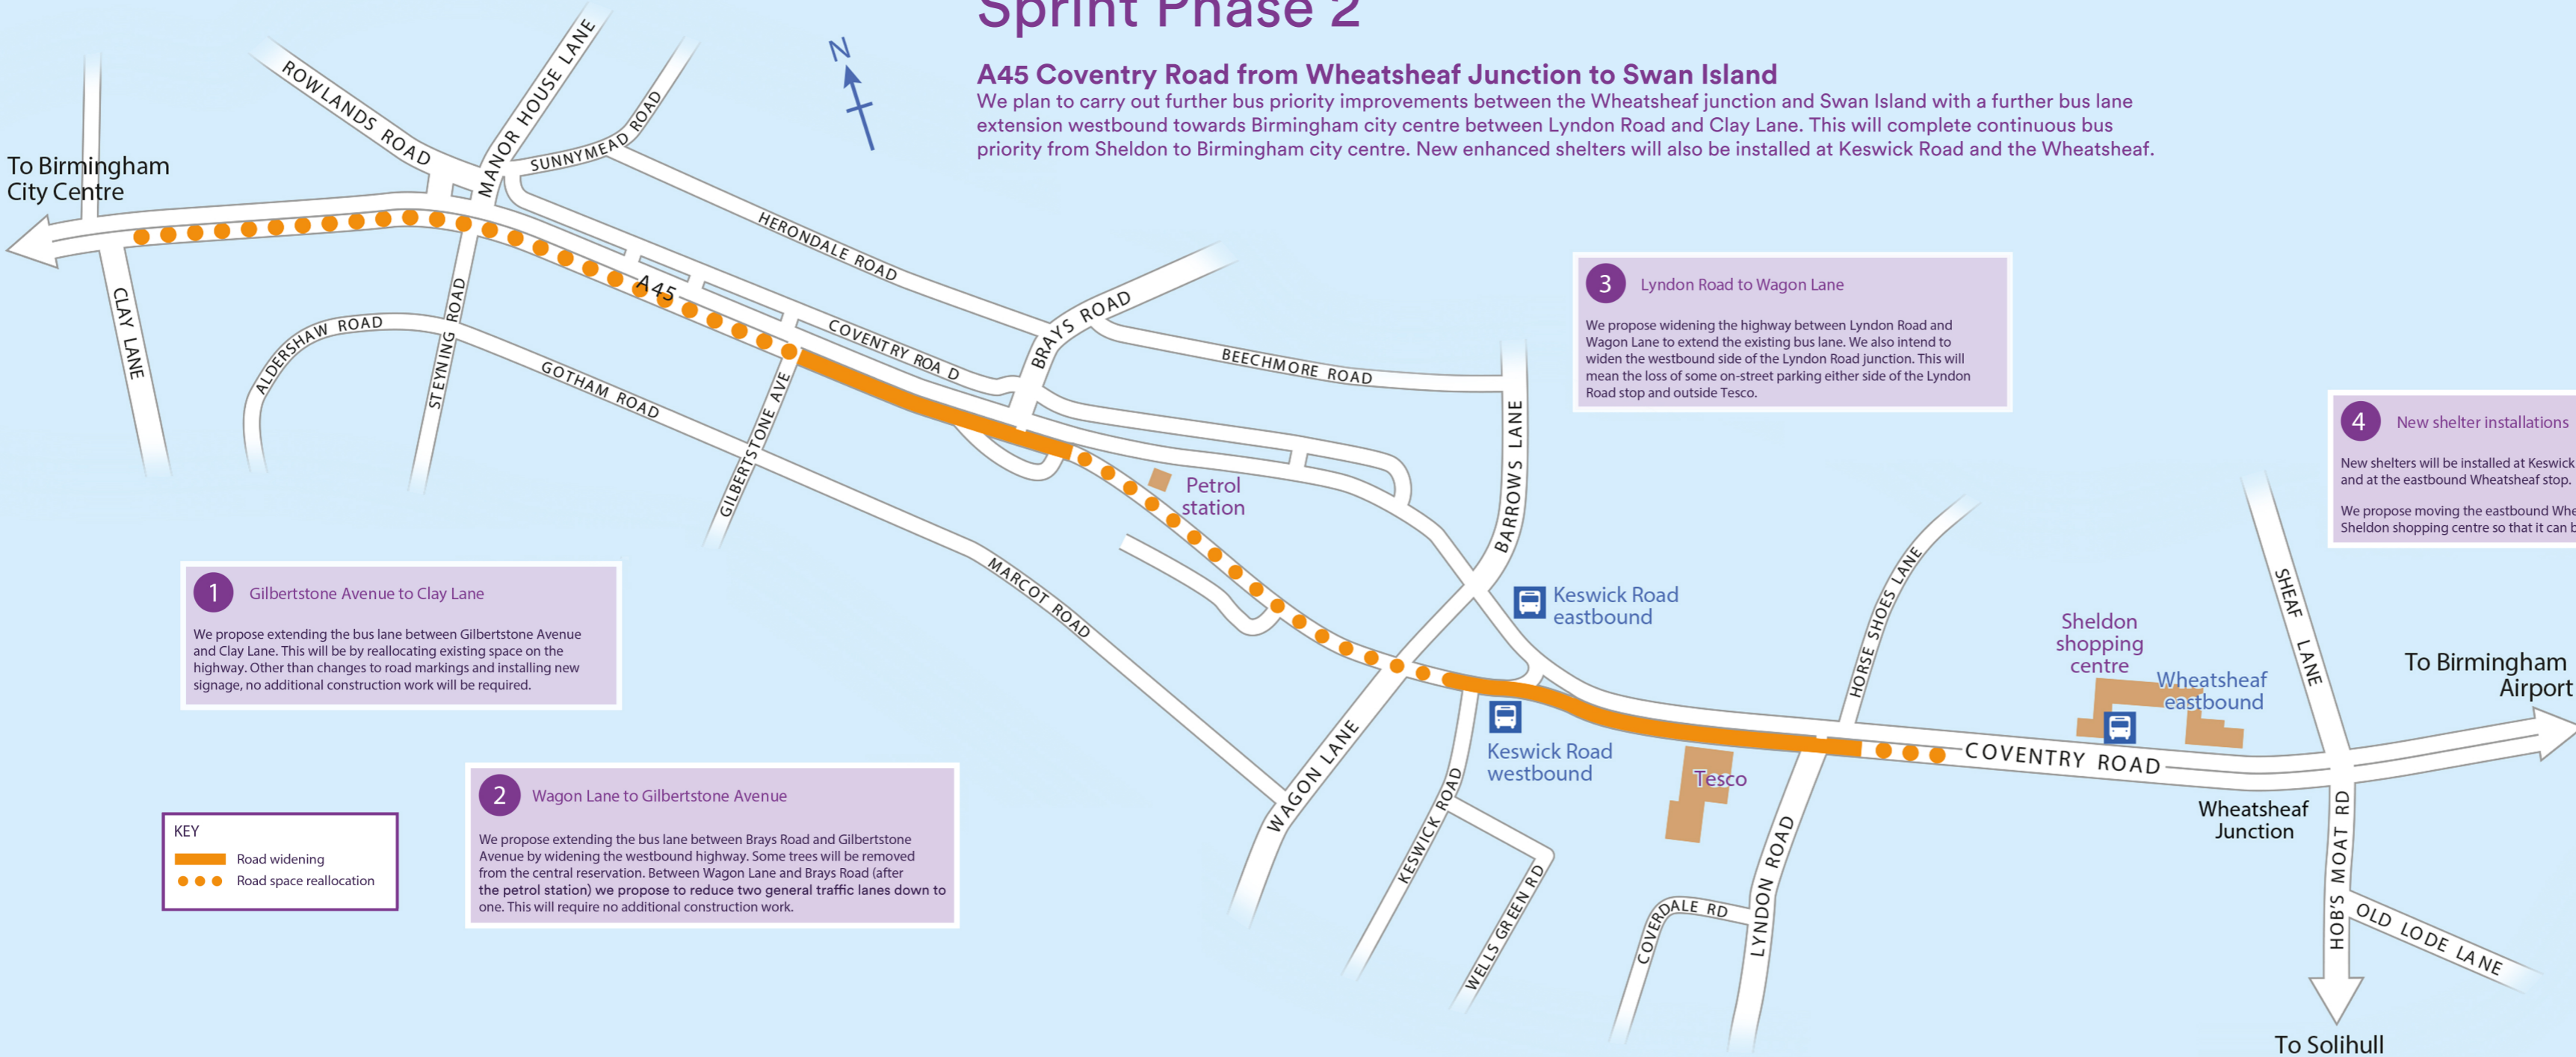 Sprint Phase 2
A45 Coventry Road from Wheatsheaf Junction to Swan Island
We plan to carry out further bus priority improvements between the Wheatsheaf junction and Swan Island with a further bus lane
extension westbound towards Birmingham city centre between Lyndon Road and Clay Lane. This will complete continuous bus
priority from Sheldon to Birmingham city centre. New enhanced shelters will also be installed at Keswick Road and the Wheatsheaf.
N
To Birmingham
City Centre
ROWLANDS ROAD
MANOR HOUSE LANE
SUNNYMEAD ROAD
HERONDALE ROAD
A45
COVENTRY ROA D
BRAYS ROAD
BEECHMORE ROAD
BARROWS LANE
CLAY LANE
ALDERSHAW ROAD
STEYNING ROAD
GOTHAM ROAD
GILBERTSTONE AVE
MARCOT ROAD
Petrol
station
3
Lyndon Road to Wagon Lane
We propose widening the highway between Lyndon Road and
Wagon Lane to extend the existing bus lane. We also intend to
widen the westbound side of the Lyndon Road junction. This will
mean the loss of some on-street parking either side of the Lyndon
Road stop and outside Tesco.
4
New shelter installations
New shelters will be installed at Keswick
and at the eastbound Wheatsheaf stop.
We propose moving the eastbound Whe
Sheldon shopping centre so that it can b
1
Gilbertstone Avenue to Clay Lane
We propose extending the bus lane between Gilbertstone Avenue
and Clay Lane. This will be by reallocating existing space on the
highway. Other than changes to road markings and installing new
signage, no additional construction work will be required.
Keswick Road
eastbound
HORSE SHOES LANE
SHEAF LANE
Sheldon
shopping
centre
Wheatsheaf
eastbound
To Birmingham
Airport
Keswick Road
westbound
Tesco
COVENTRY ROAD
Wheatsheaf
Junction
WAGON LANE
KESWICK ROAD
WELLS GREEN RD
COVERDALE RD
LYNDON ROAD
HOB'S MOAT RD
OLD LODE LANE
To Solihull
2
Wagon Lane to Gilbertstone Avenue
We propose extending the bus lane between Brays Road and Gilbertstone
Avenue by widening the westbound highway. Some trees will be removed
from the central reservation. Between Wagon Lane and Brays Road (after
the petrol station) we propose to reduce two general traffic lanes down to
one. This will require no additional construction work.
KEY
Road widening
Road space reallocation